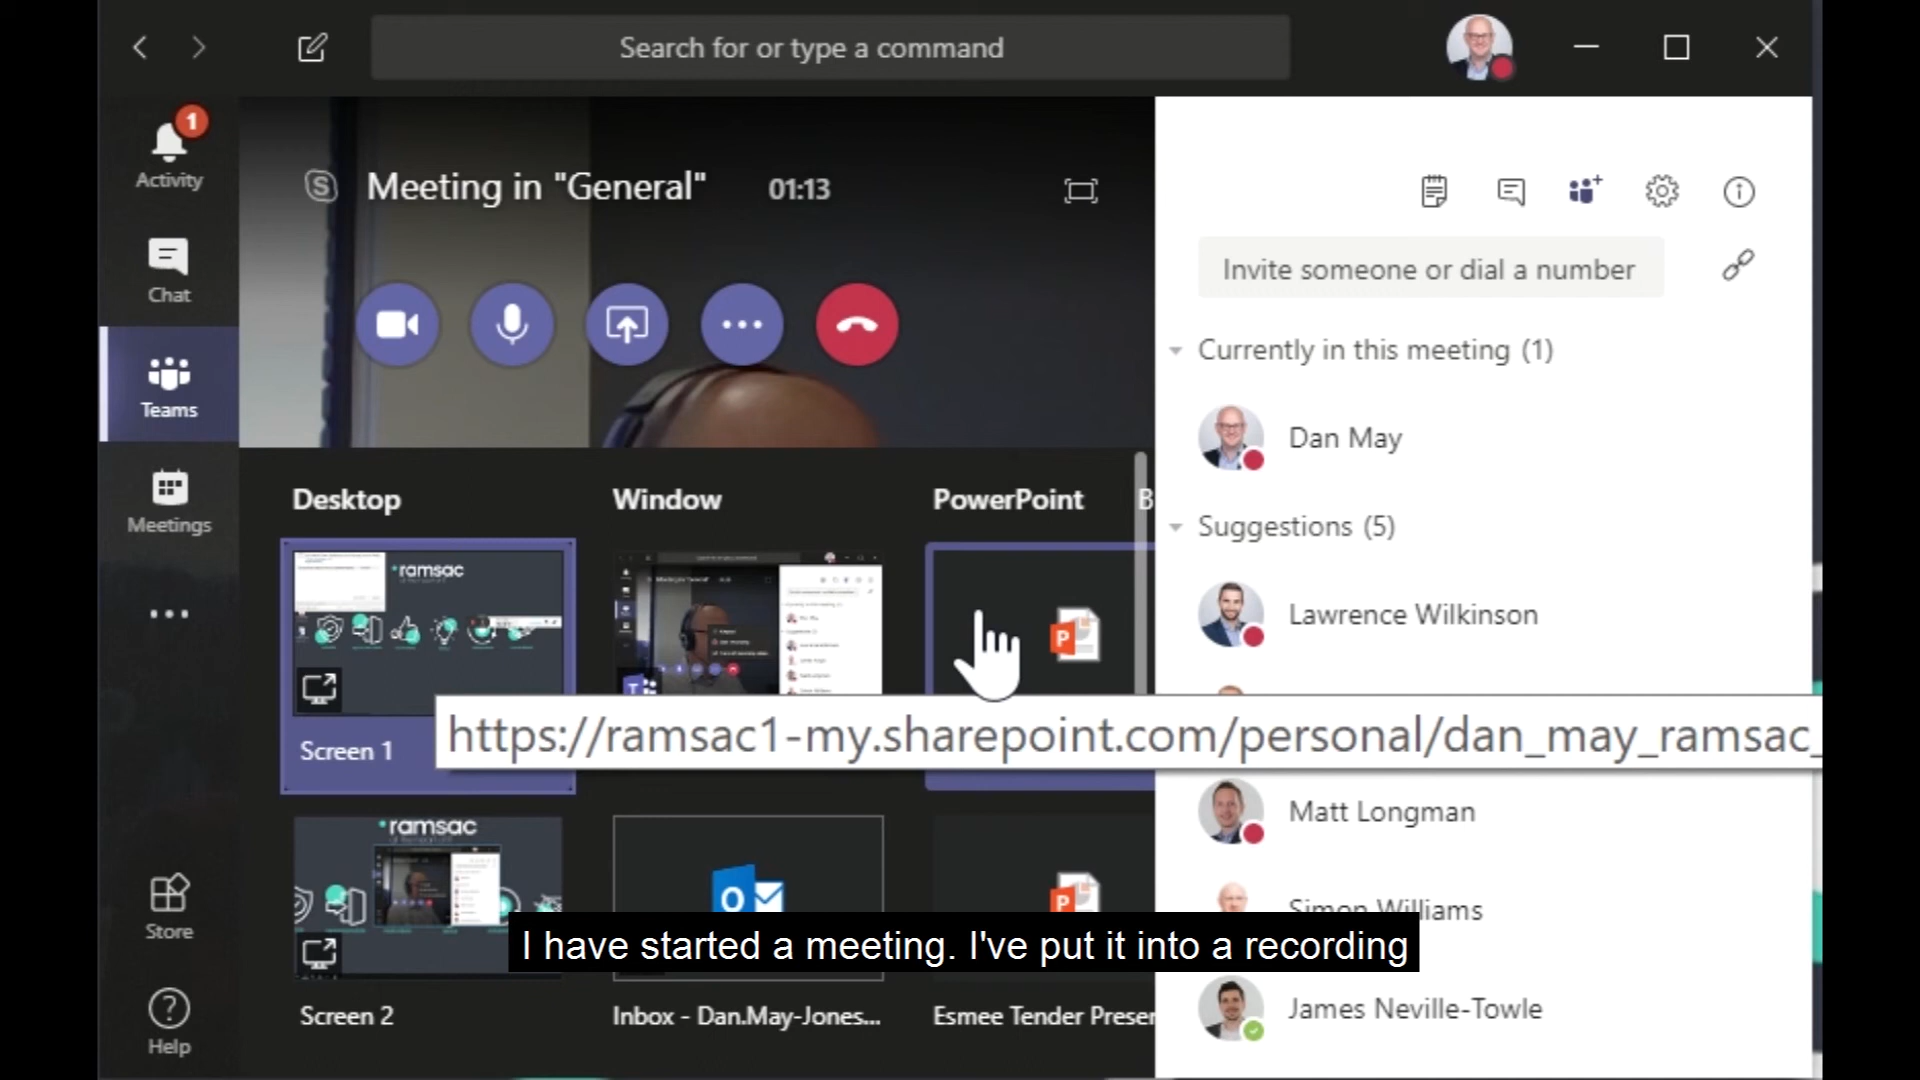 Search for or type a command
1
Activity
Chat
Teams
Meetings
Store
Help
Meeting in "General"
01:13
Desktop
Window
PowerPoint
B
ramsac
Screen 1
https://ramsac1-my.sharepoint.com/personal/dan_may_ramsac_
ramsac
Screen 2
Inbox - Dan.May-Jones...
Esmee Tender Preser
Invite someone or dial a number
Currently in this meeting (1)
Dan May
Suggestions (5)
Lawrence Wilkinson
Matt Longman
Simon Williams
James Neville-Towle
I have started a meeting. I've put it into a recording